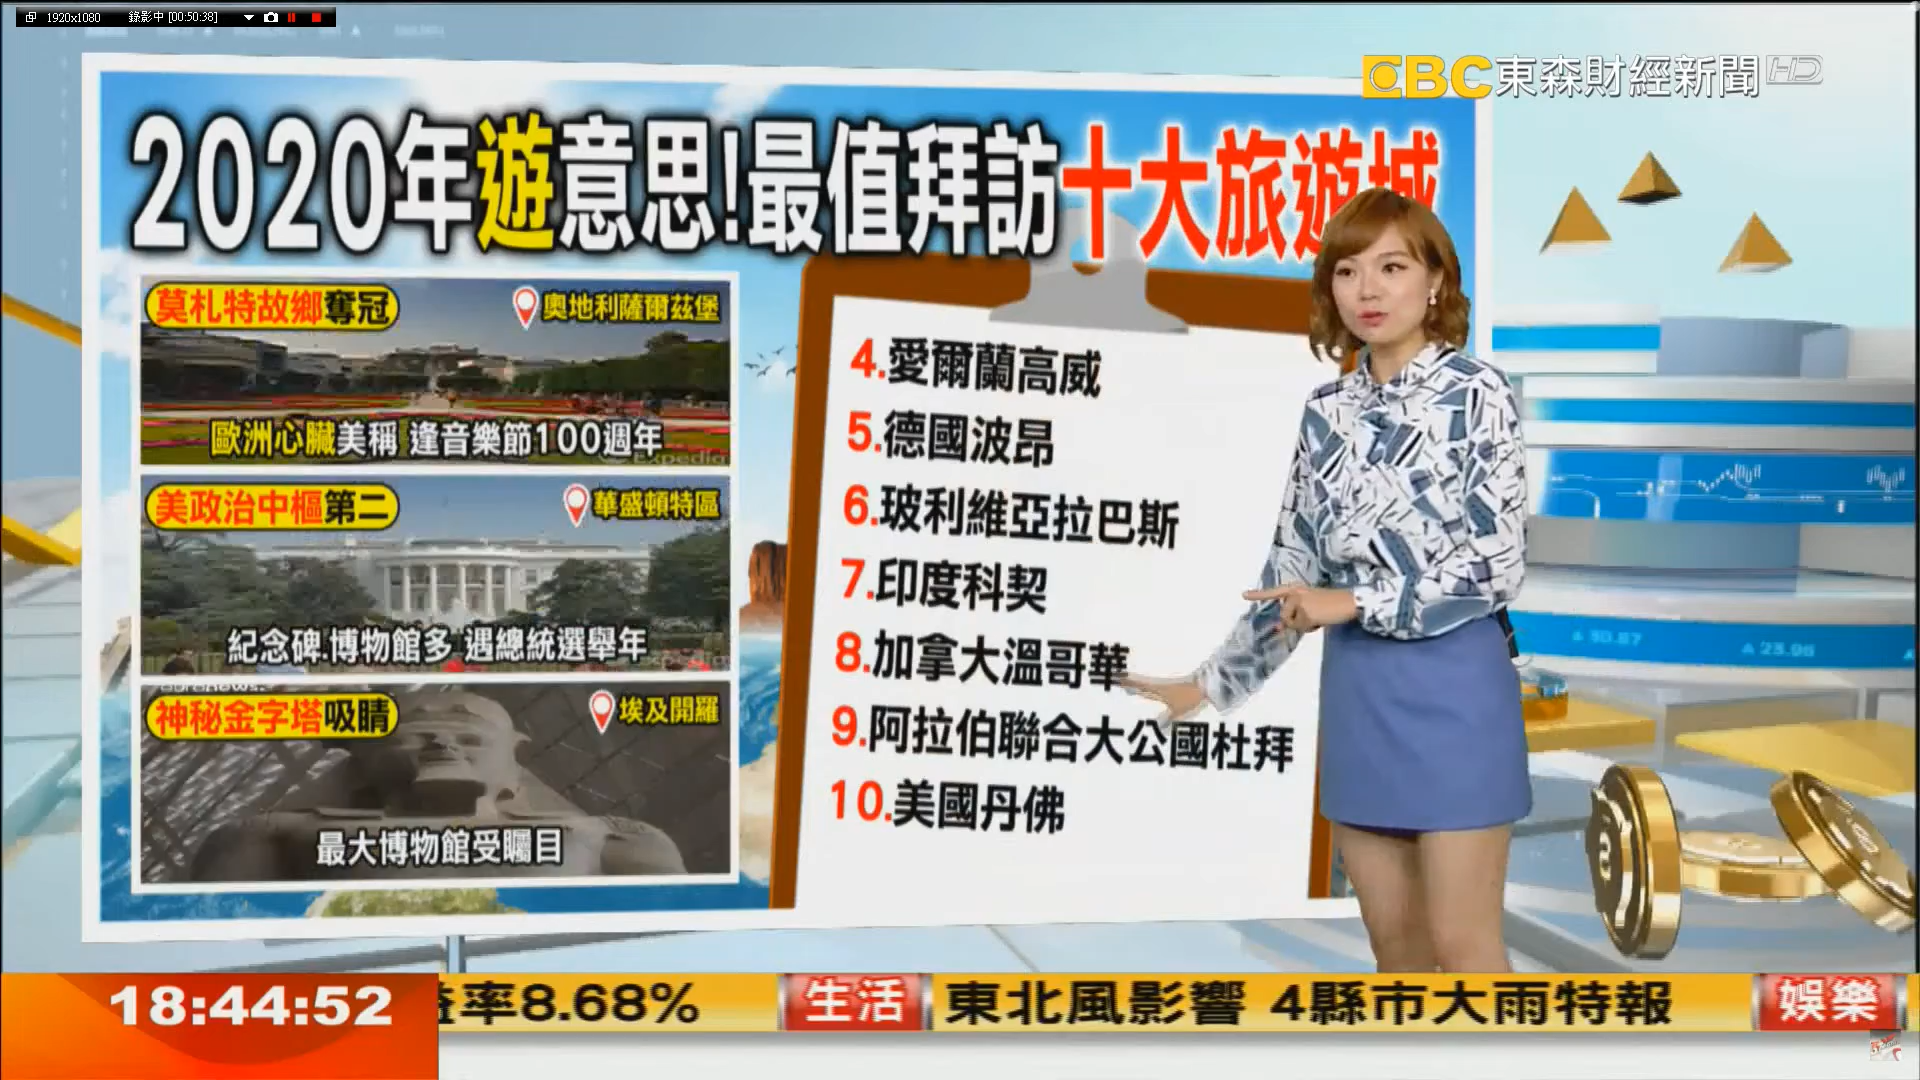 1920x1080 錄影中 [00:50:38]
EBC東森財經新聞HD
2020年遊意思!最值拜訪十大旅遊城
莫札特故鄉奪冠
奧地利薩爾茲堡
歐洲心臟美稱 逢音樂節100週年
Expedia
美政治中樞第二
華盛頓特區
紀念碑.博物館多 遇總統選舉年
神秘金字塔吸睛
埃及開羅
最大博物館受矚目
4.愛爾蘭高威
5.德國波昂
6.玻利維亞拉巴斯
7.印度科契
8.加拿大溫哥華
9.阿拉伯聯合大公國杜拜
10.美國丹佛
50.87
23.96
18:44:52
益率8.68% 生活 東北風影響 4縣市大雨特報 娛樂